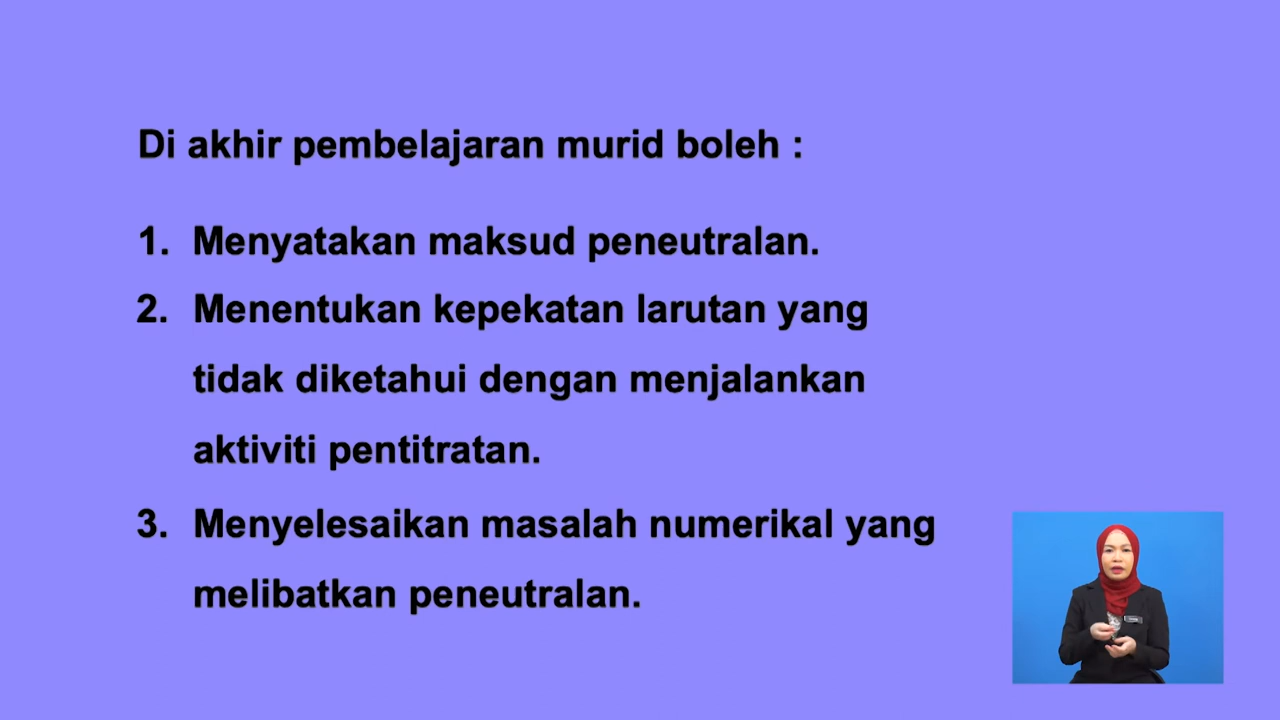 Di akhir pembelajaran murid boleh :
1. Menyatakan maksud peneutralan.
2. Menentukan kepekatan larutan yang
tidak diketahui dengan menjalankan
aktiviti pentitratan.
3. Menyelesaikan masalah numerikal yang
melibatkan peneutralan.